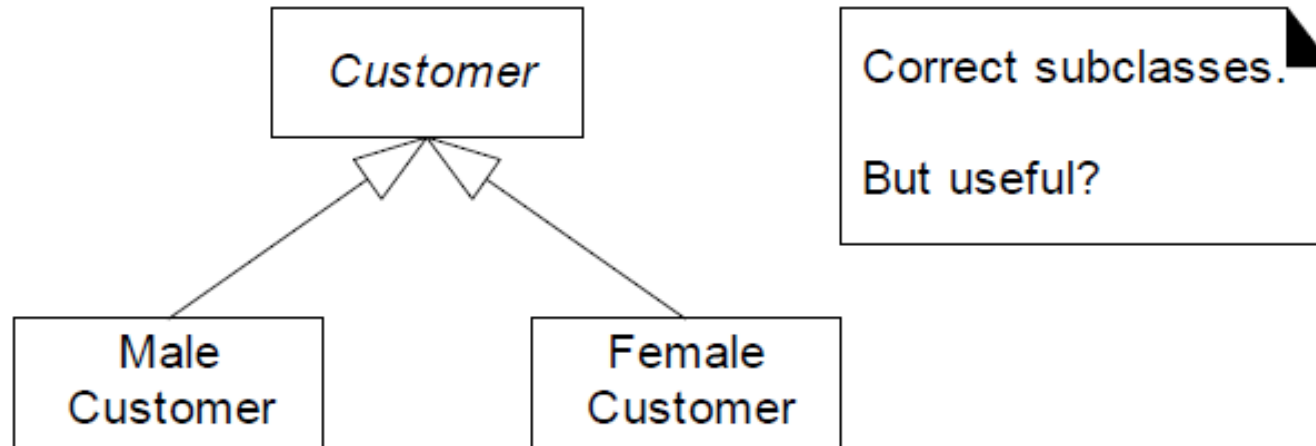 Customer
Correct subclasses.
But useful?
Male
Customer
Female
Customer